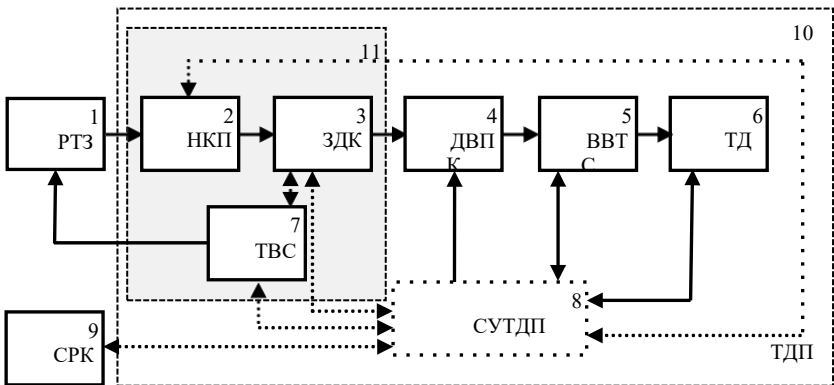 10
11
1
РТЗ
2
НКП
3
ЗДК
4
ДВП
К
5
ВВТ
С
6
ТД
7
ТВС
8
СУТДП
9
СРК
ТДП